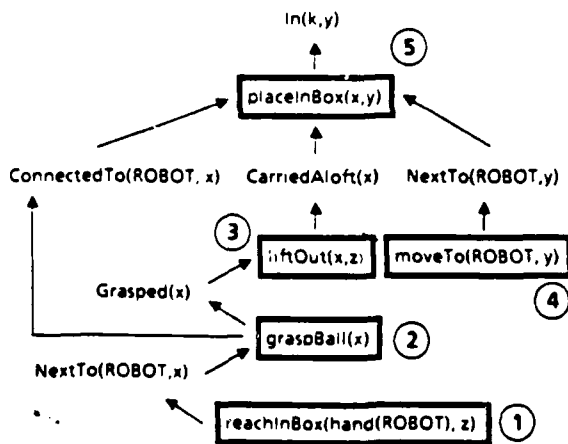 In(k,y)
5
placeInBox(x,y)
ConnectedTo(ROBOT, x) CarriedAloft(x) NextTo(ROBOT,y)
3
liftOut(x,z) moveTo(ROBOT, y)
Grasped(x)
4
graspBall(x) 2
NextTo(ROBOT,x)
reachInBox(hand(ROBOT), z) 1